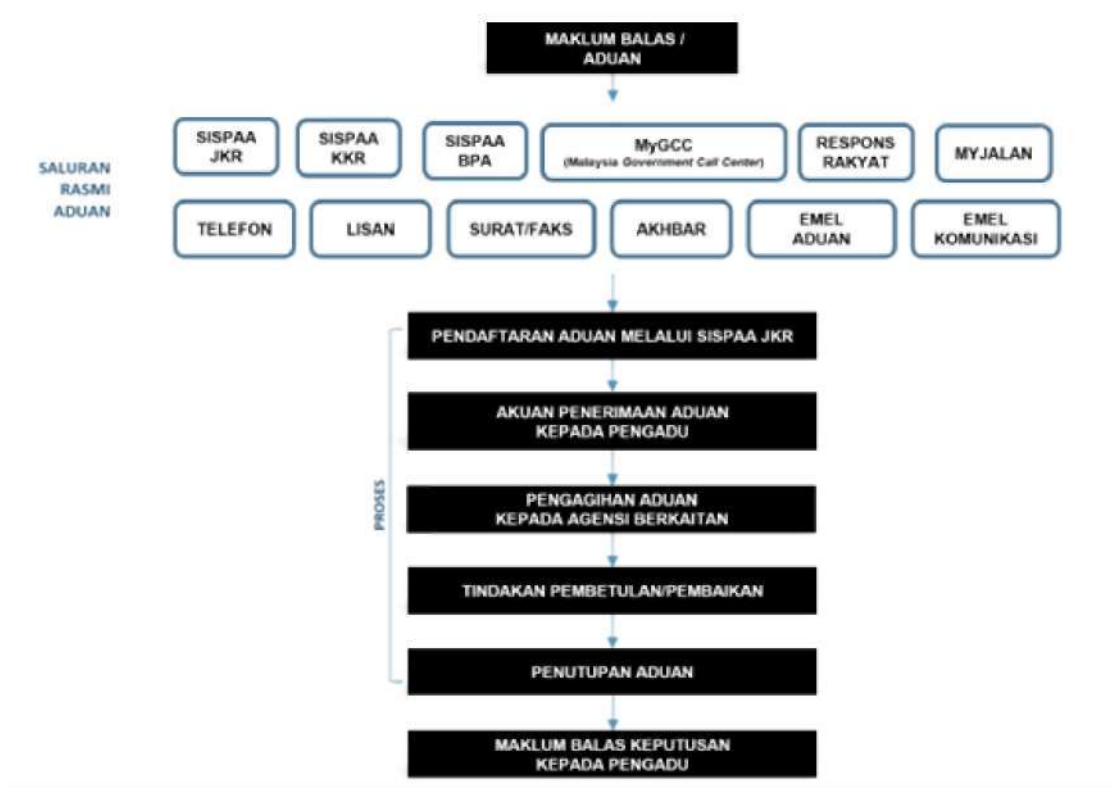 MAKLUM BALAS /
ADUAN
SALURAN
RASMI
ADUAN
SISPAA
JKR
SISPAA
KKR
SISPAA
BPA
MyGCC
(Malaysia Government Call Center)
RESPONS
RAKYAT
MYJALAN
TELEFON
LISAN
SURAT/FAKS
AKHBAR
EMEL
ADUAN
EMEL
KOMUNIKASI
PROSES
PENDAFTARAN ADUAN MELALUI SISPAA JKR
AKUAN PENERIMAAN ADUAN
KEPADA PENGADU
PENGAGIHAN ADUAN
KEPADA AGENSI BERKAITAN
TINDAKAN PEMBETULAN/PEMBAIKAN
PENUTUPAN ADUAN
MAKLUM BALAS KEPUTUSAN
KEPADA PENGADU